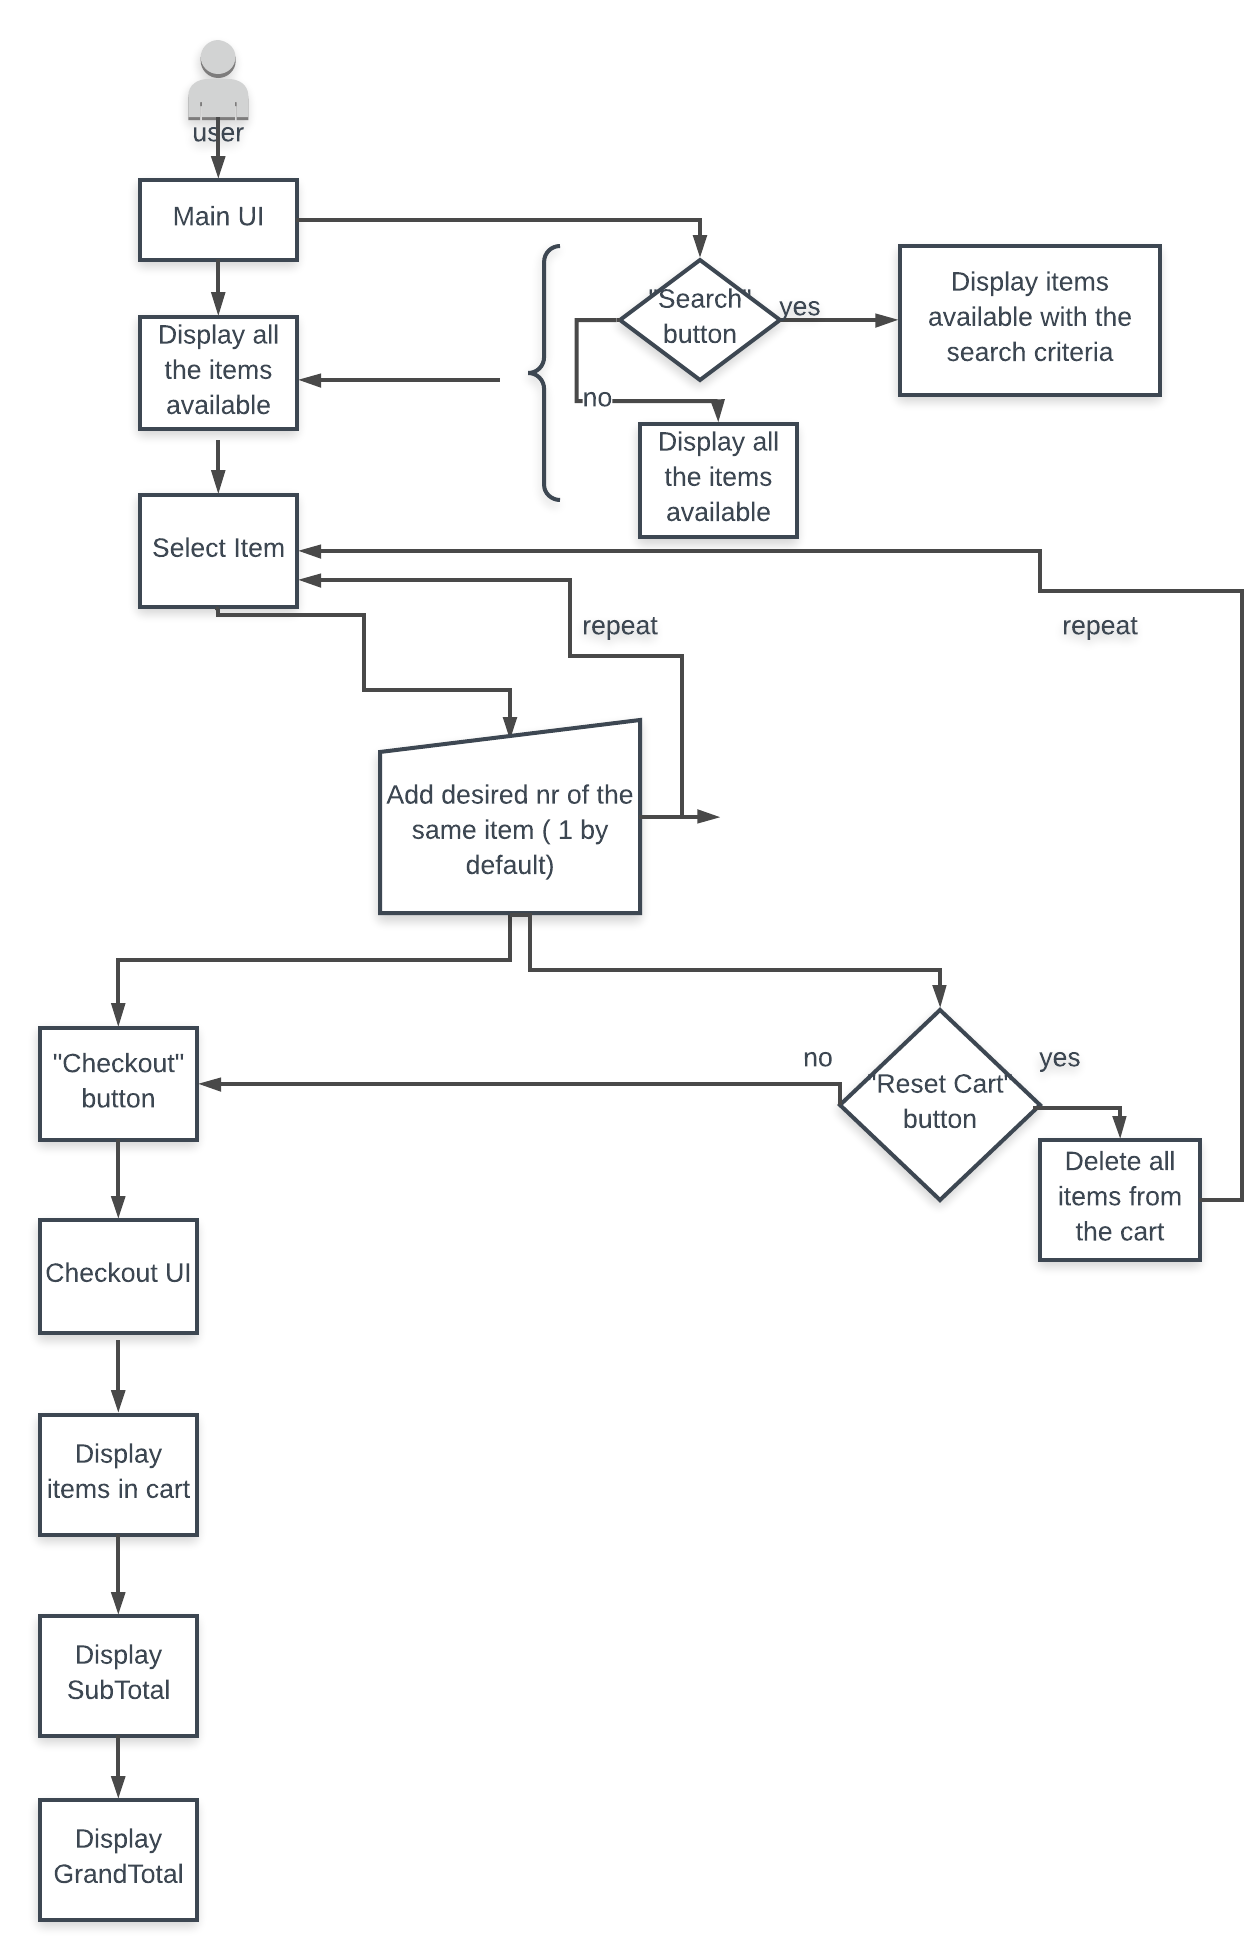 user
Main UI
"Search"
button
yes
Display items
available with the
search criteria
Display all
the items
available
no
Display all
the items
available
Select Item
repeat
repeat
Add desired nr of the
same item ( 1 by
default)
"Checkout"
button
no
"Reset Cart"
button
yes
Delete all
items from
the cart
Checkout UI
Display
items in cart
Display
SubTotal
Display
GrandTotal